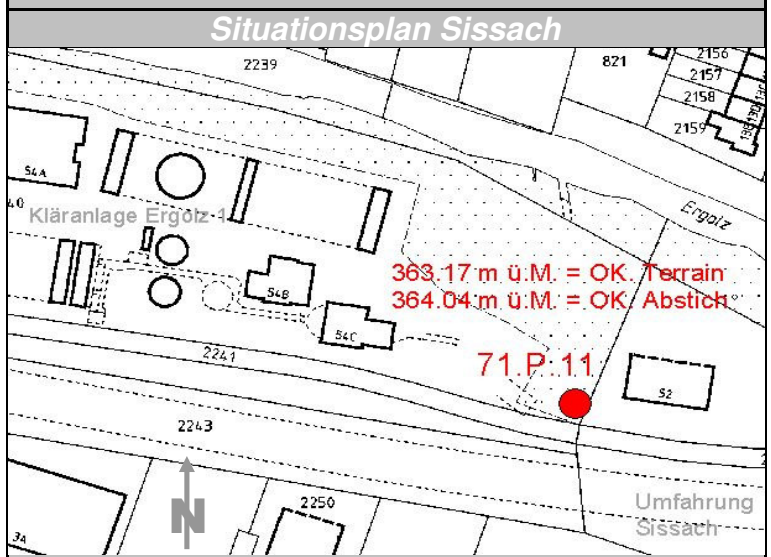 Situationsplan Sissach
2239
821
2156
2157
2158
2159
54A
Kläranlage Ergolz 1
Ergolz
363.17 m ü.M. = OK. Terrain
364.04 m ü.M. = OK. Abstich
54B
54C
71.P.11
52
2241
2243
2250
N
Umfahrung
Sissach
3A